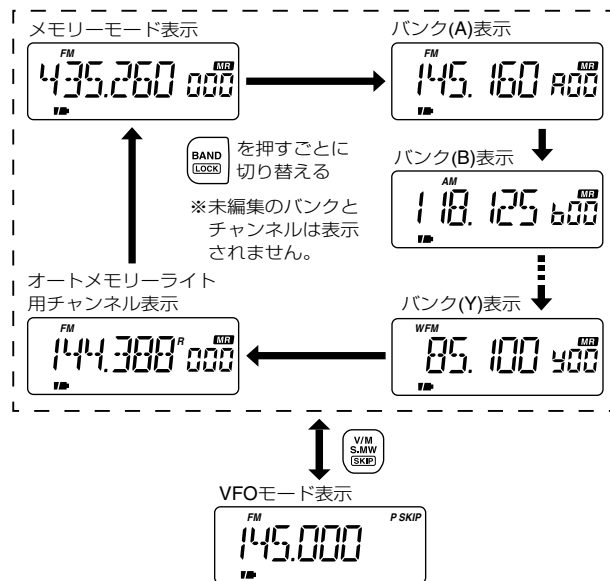 メモリーモード表示
FM
435.260 000
MR
バンク(A)表示
FM
145.160 A00
MR
BAND
LOCK
を押すごとに
切り替える
※未編集のバンクと
チャンネルは表示
されません。
バンク(B)表示
AM
118.125 b00
MR
オートメモリーライト
用チャンネル表示
FM
144.388 R 000
MR
バンク(Y)表示
WFM
85.100 y00
MR
V/M
S.MW
SKIP
VFOモード表示
FM
P SKIP
145.000